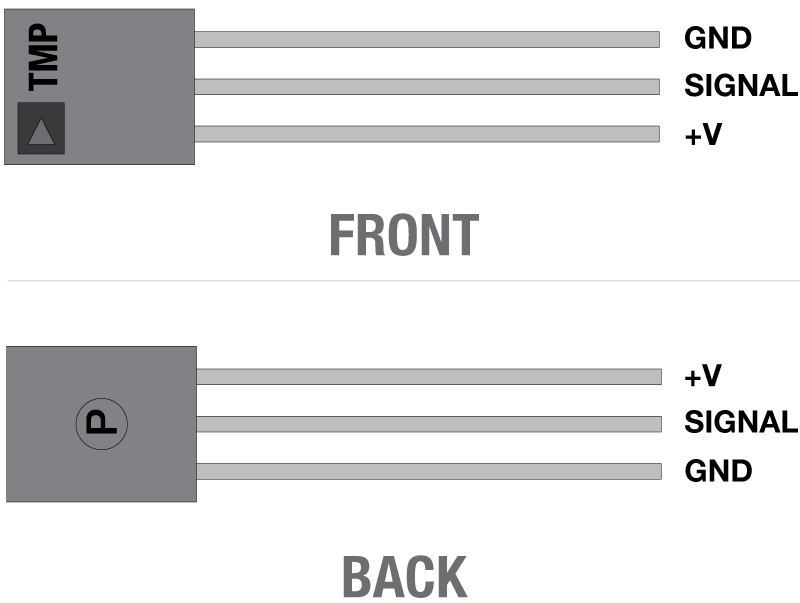 TMP
GND
SIGNAL
+V
FRONT
P
+V
SIGNAL
GND
BACK